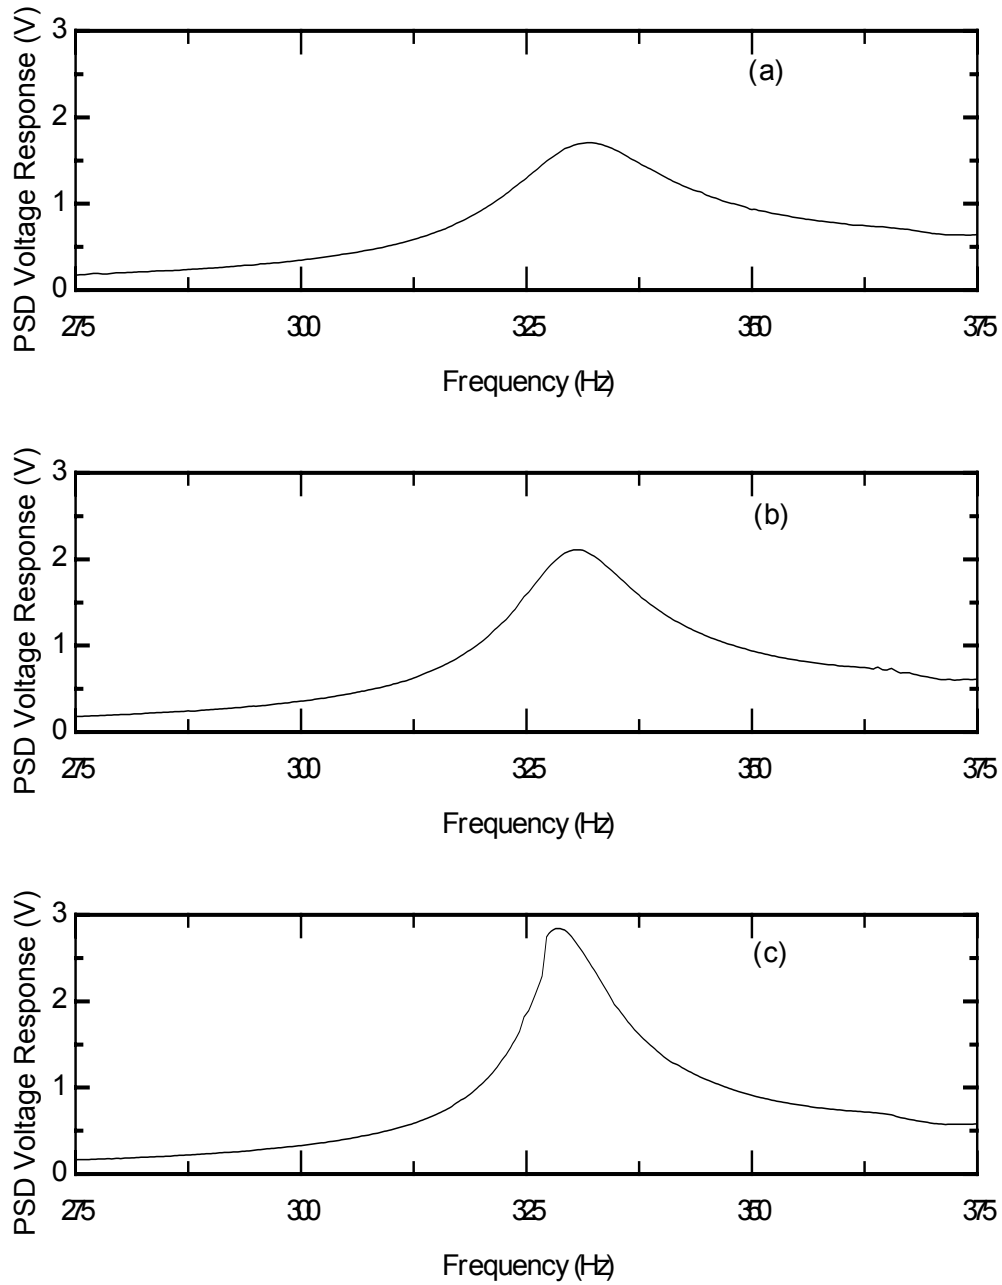 PSD Voltage Response (V)
3
2
1
0
(a)
275 300 325 350 375
Frequency (Hz)
PSD Voltage Response (V)
3
2
1
0
(b)
275 300 325 350 375
Frequency (Hz)
PSD Voltage Response (V)
3
2
1
0
(c)
275 300 325 350 375
Frequency (Hz)